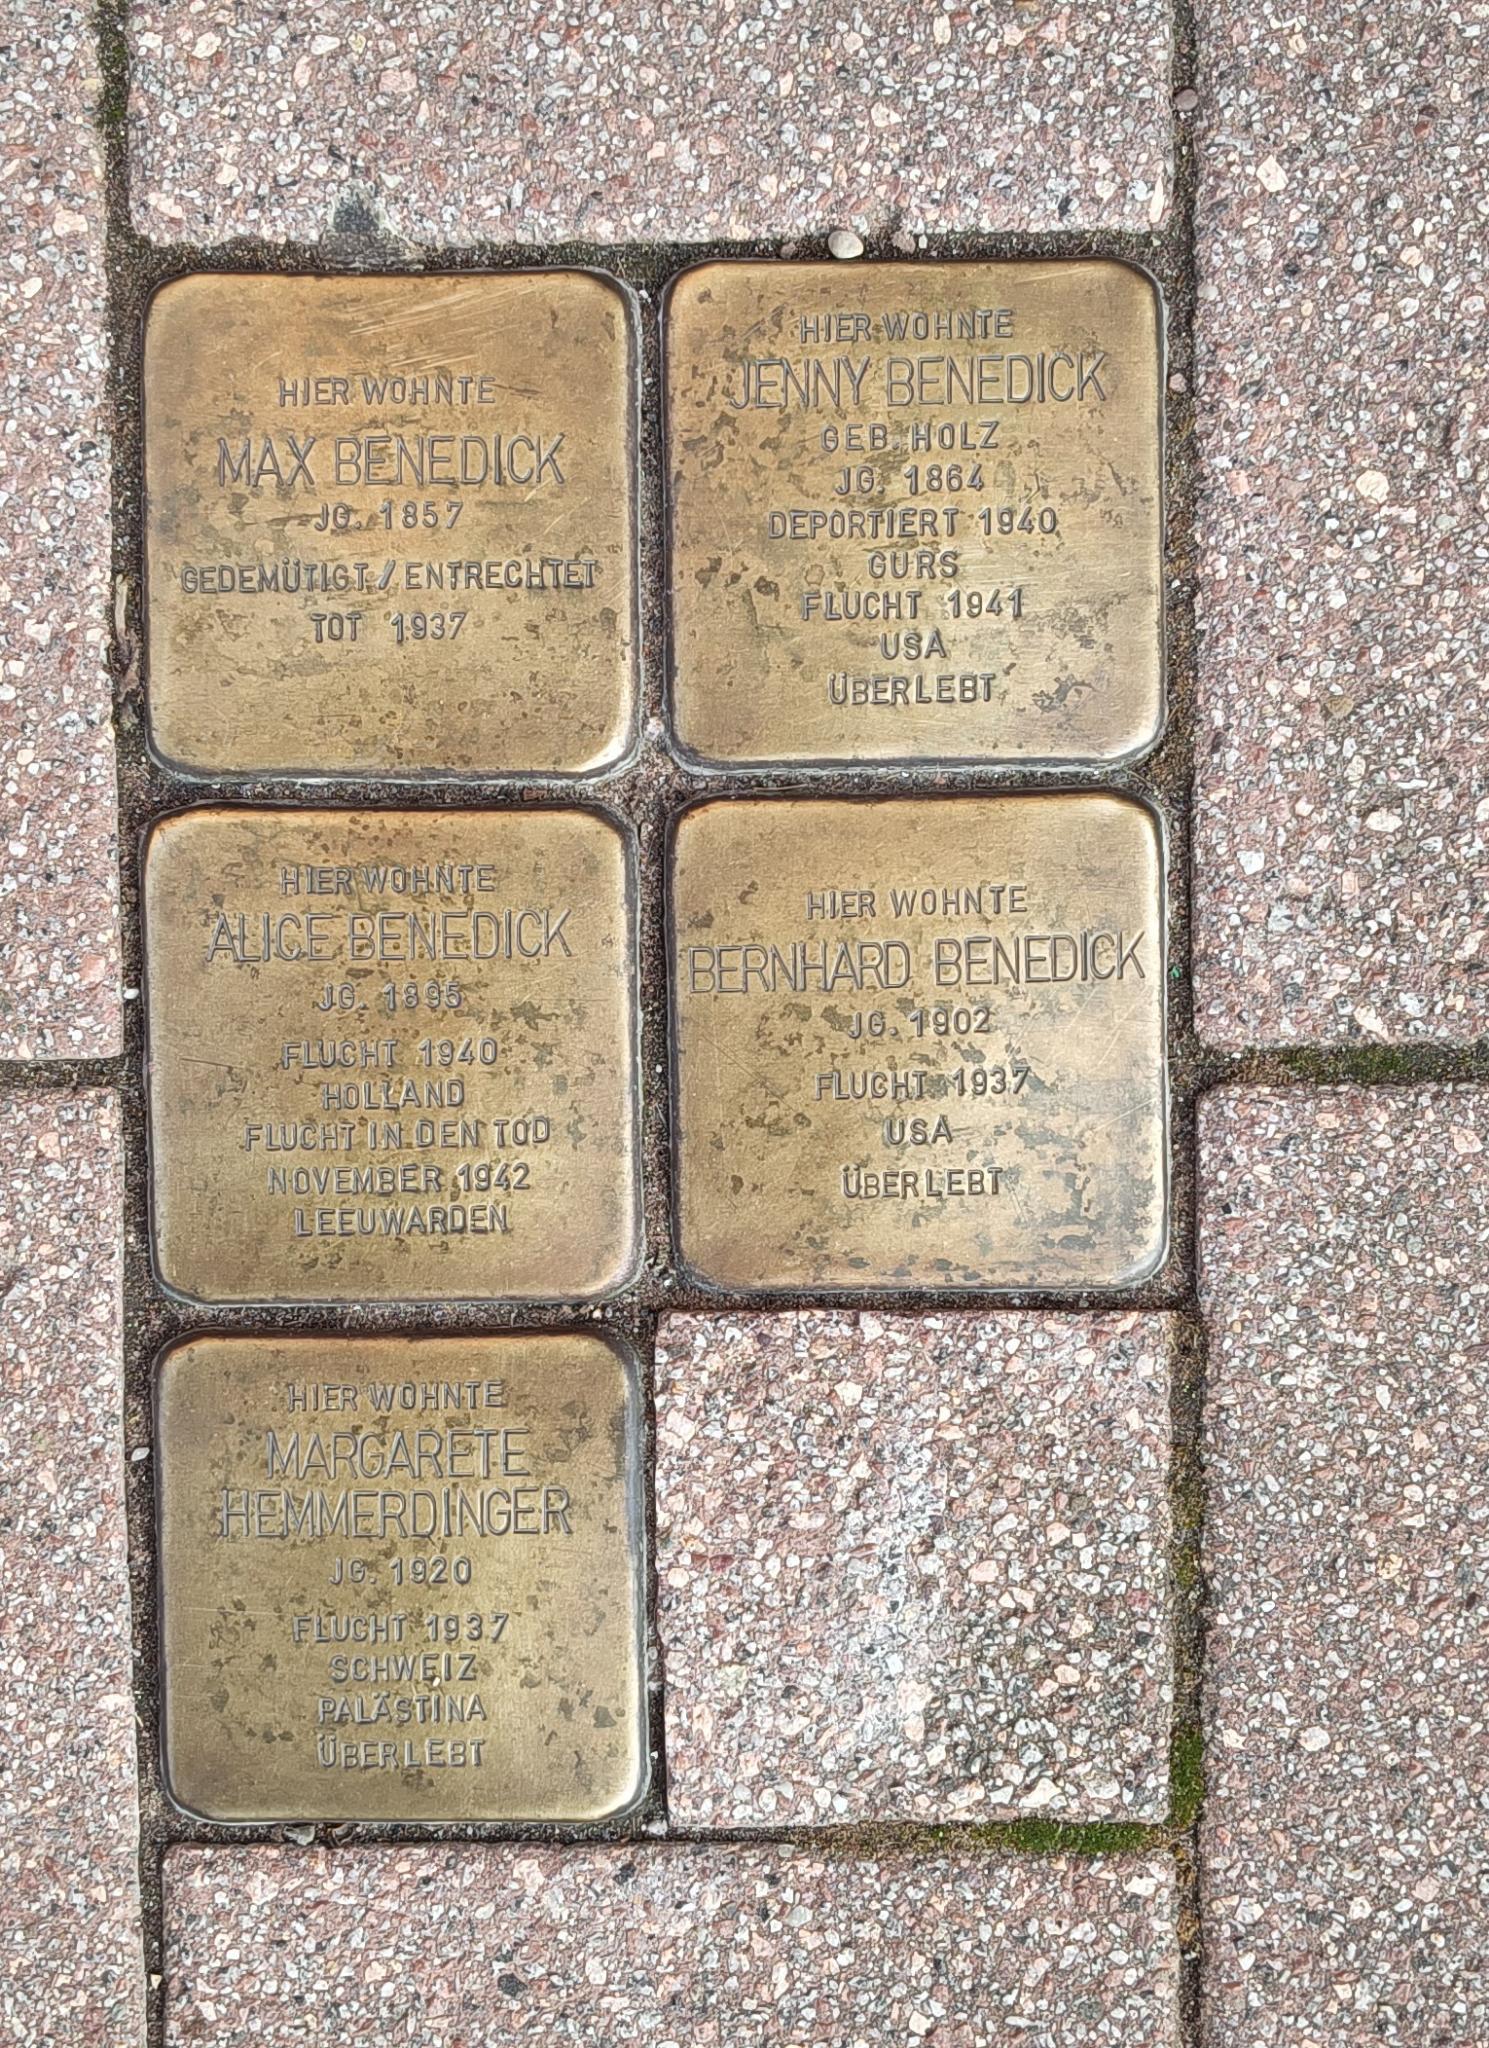 HIER WOHNTE
MAX BENEDICK
JG. 1857
GEDEMÜTIGT / ENTRECHTET
TOT 1937
HIER WOHNTE
JENNY BENEDICK
GEB. HOLZ
JG. 1864
DEPORTIERT 1940
GURS
FLUCHT 1941
USA
ÜBERLEBT
HIER WOHNTE
ALICE BENEDICK
JG. 1895
FLUCHT 1940
HOLLAND
FLUCHT IN DEN TOD
NOVEMBER 1942
LEEUWARDEN
HIER WOHNTE
BERNHARD BENEDICK
JG. 1902
FLUCHT 1937
USA
ÜBERLEBT
HIER WOHNTE
MARGARETE
HEMMERDINGER
JG. 1920
FLUCHT 1937
SCHWEIZ
PALÄSTINA
ÜBERLEBT